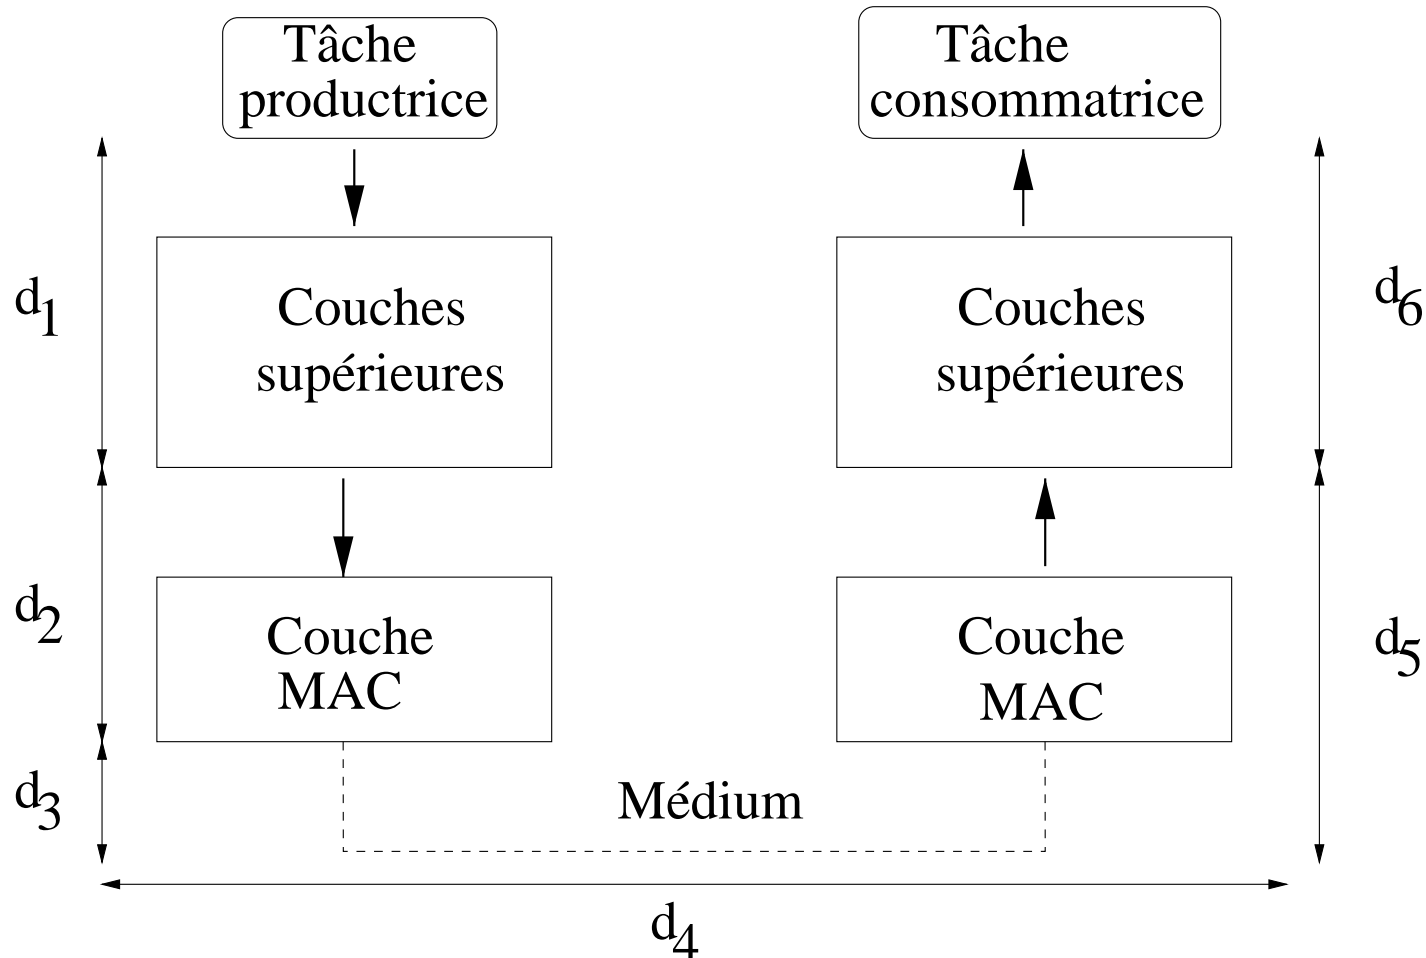 Tâche
productrice
Tâche
consommatrice
d1
Couches
supérieures
Couches
supérieures
d6
d2
Couche
MAC
Couche
MAC
d5
d3
Médium
d4